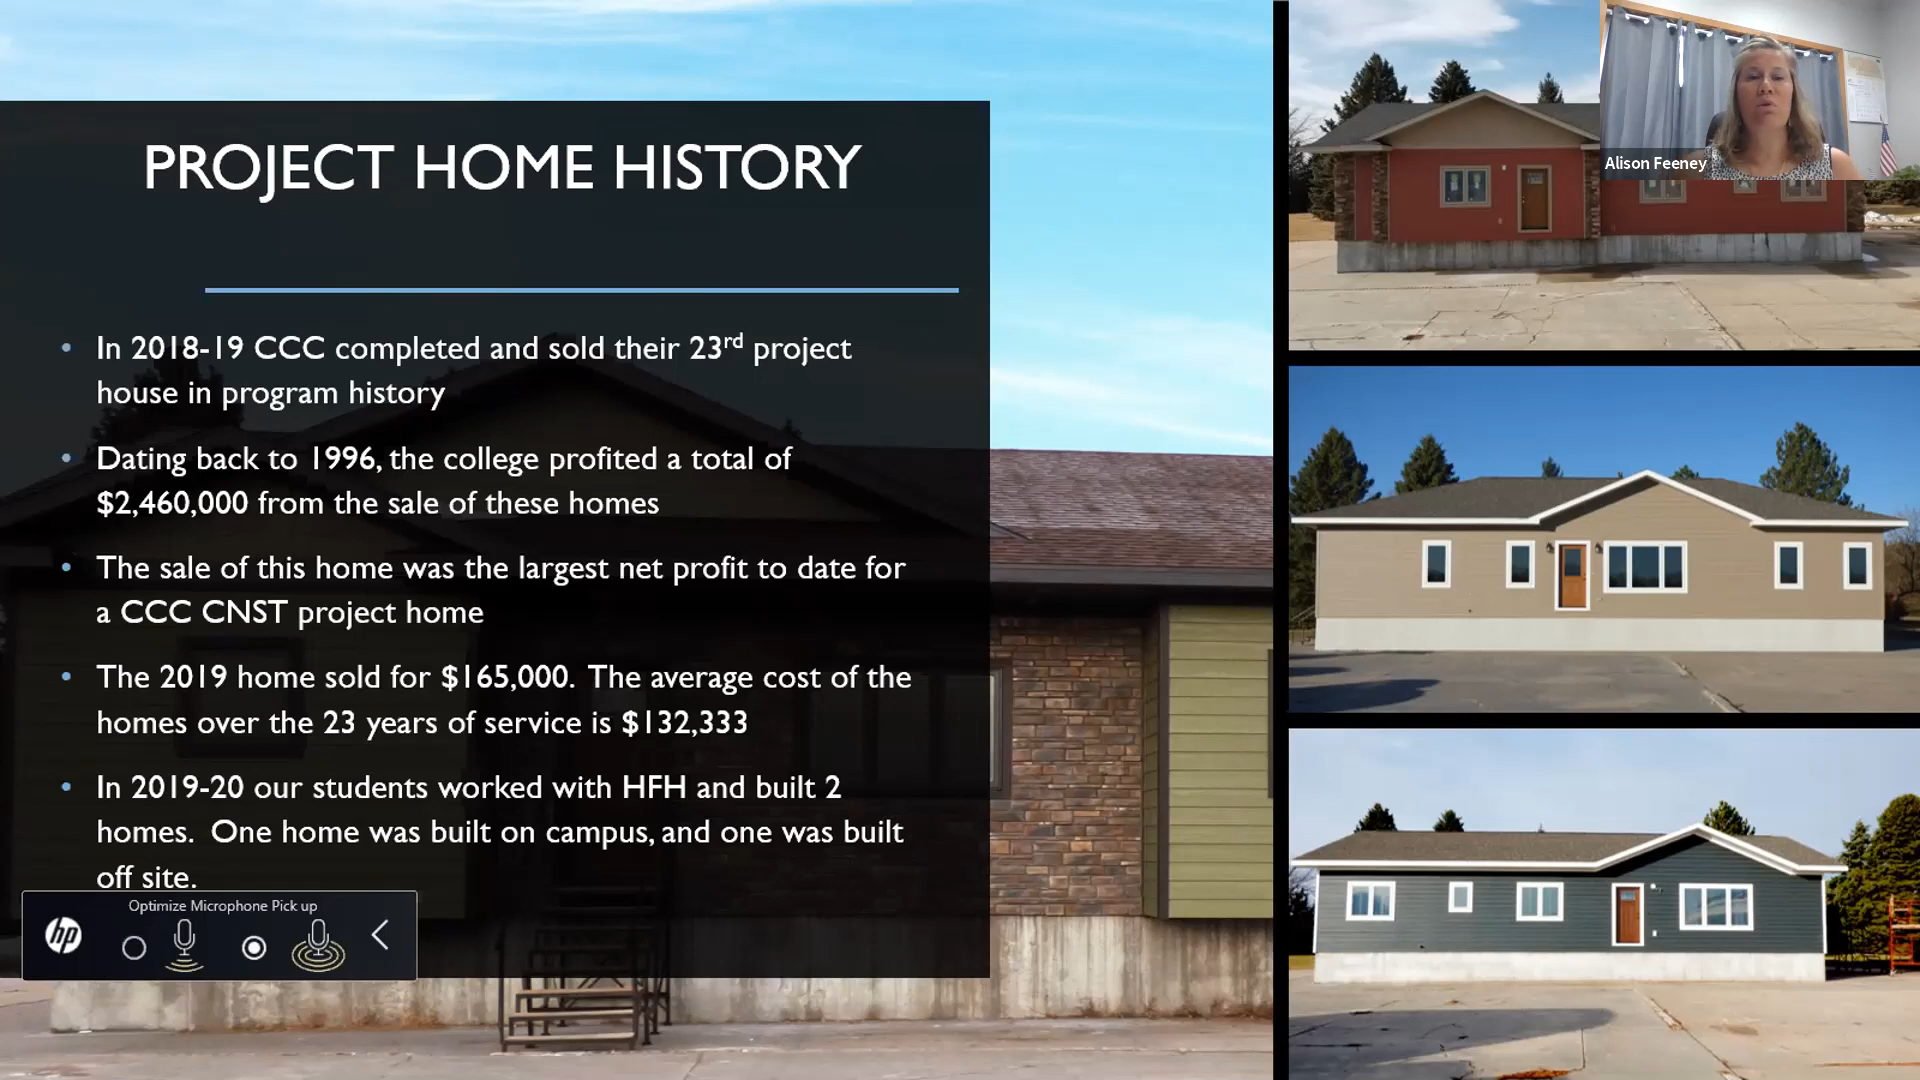 PROJECT HOME HISTORY
• In 2018-19 CCC completed and sold their 23rd project
house in program history
• Dating back to 1996, the college profited a total of
$2,460,000 from the sale of these homes
• The sale of this home was the largest net profit to date for
a CCC CNST project home
• The 2019 home sold for $165,000.  The average cost of the
homes over the 23 years of service is $132,333
• In 2019-20 our students worked with HFH and built 2
homes.  One home was built on campus, and one was built
off site.
Alison Feeney
Optimize Microphone Pick up
hp